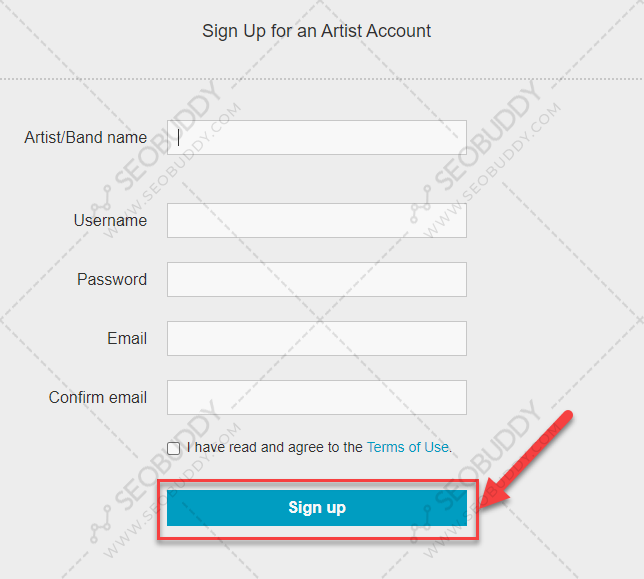 Sign Up for an Artist Account
SEOBUDDY
WWW.SEOBUDDY.COM
SEOBUDDY
WWW.SEOBUDDY.COM
Artist/Band name
Username
Password
Email
Confirm email
I have read and agree to the Terms of Use.
SEOBUDDY
WWW.SEOBUDDY.COM
SEOBUDDY
WWW.SEOBUDDY.COM
Sign up